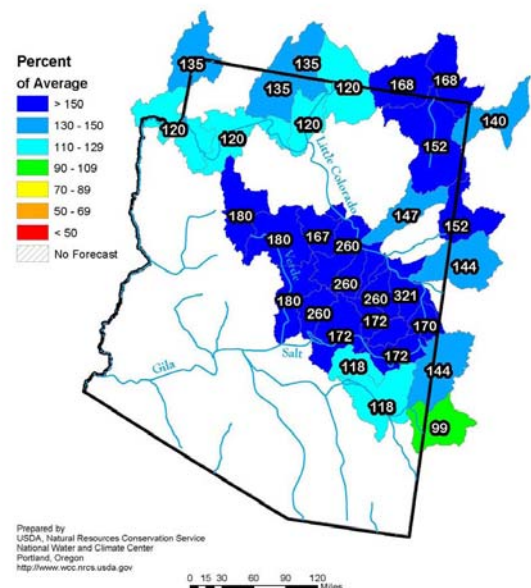 Percent
of Average
> 150
130 - 150
110 - 129
90 - 109
70 - 89
50 - 69
< 50
No Forecast
135
135
135
120
168
168
120
120
120
140
152
Little Colorado
147
180
180
167
260
152
144
Verde
260
260
321
180
260
172
170
172
172
Salt
Gila
118
144
118
99
Prepared by
USDA, Natural Resources Conservation Service
National Water and Climate Center
Portland, Oregon
http://www.wcc.nrcs.usda.gov
0 15 30 60 90 120
Miles